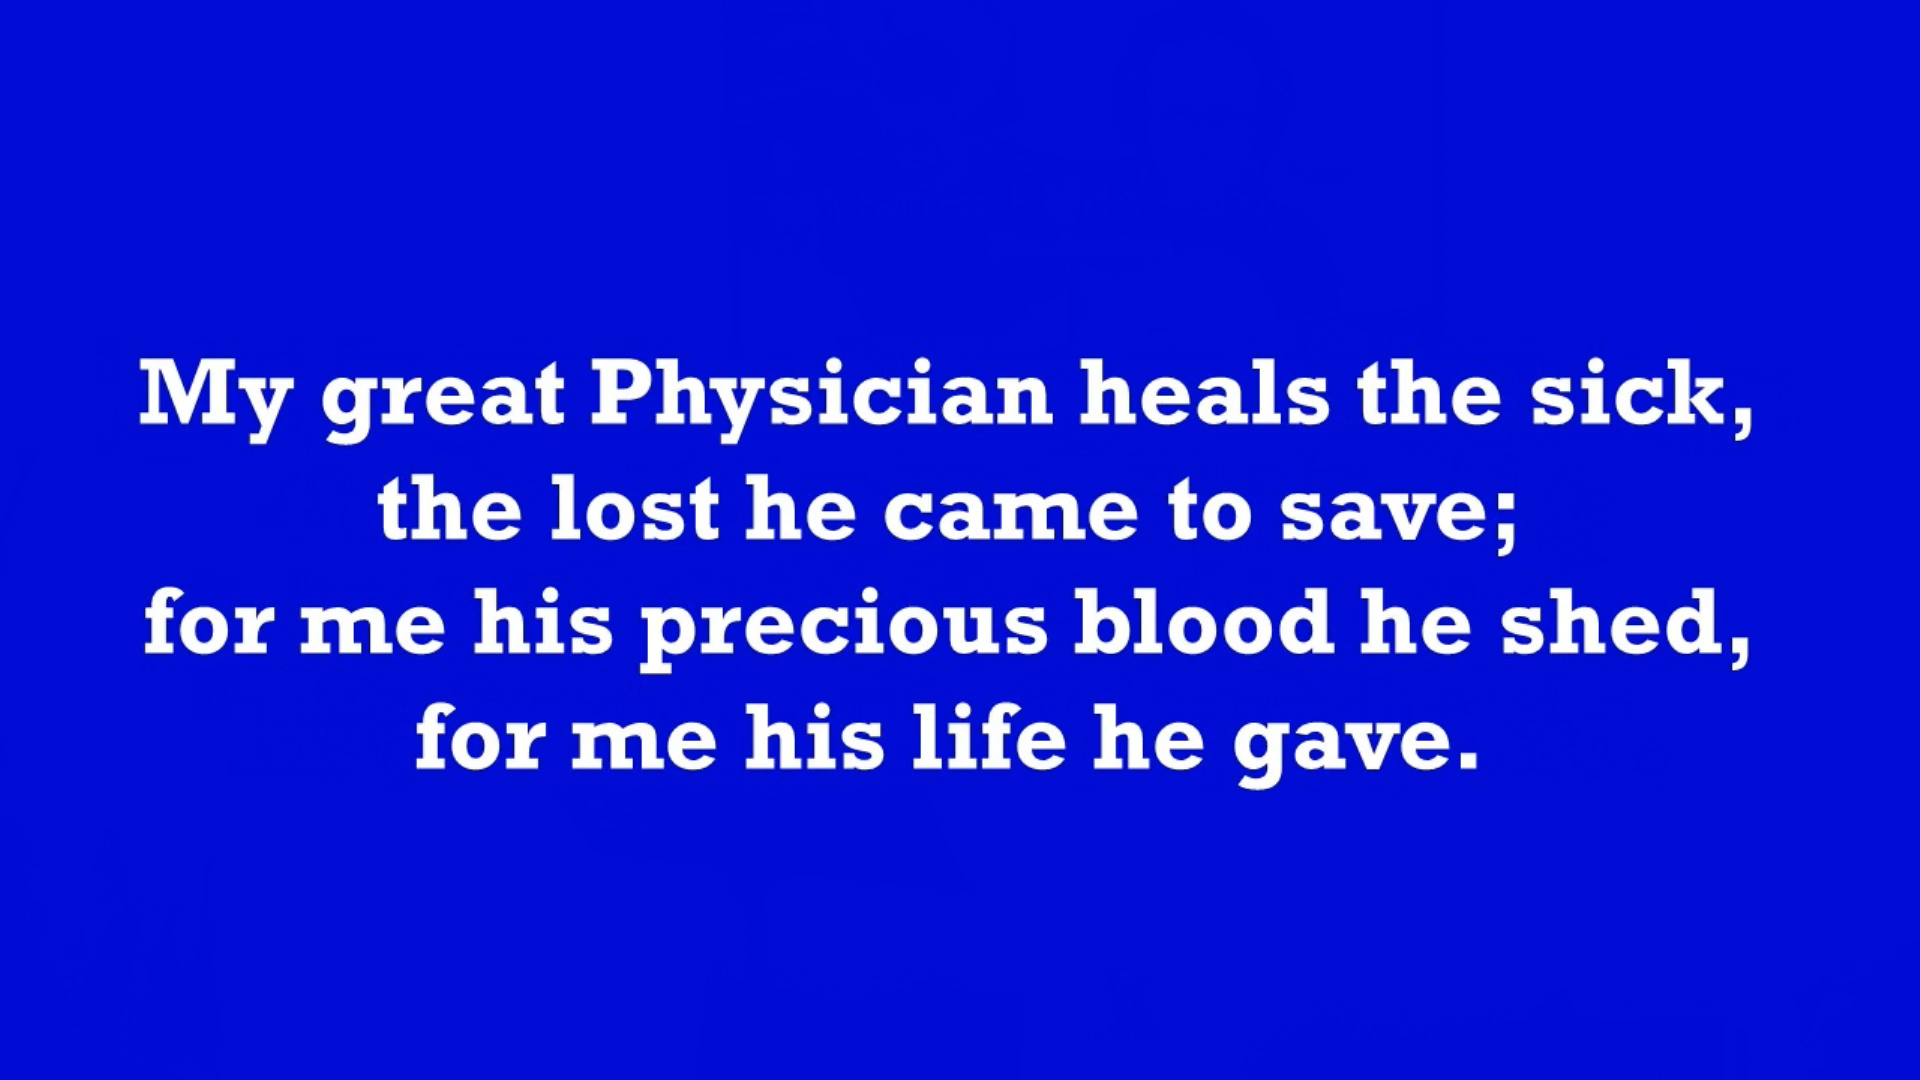 My great Physician heals the sick,
the lost he came to save;
for me his precious blood he shed,
for me his life he gave.